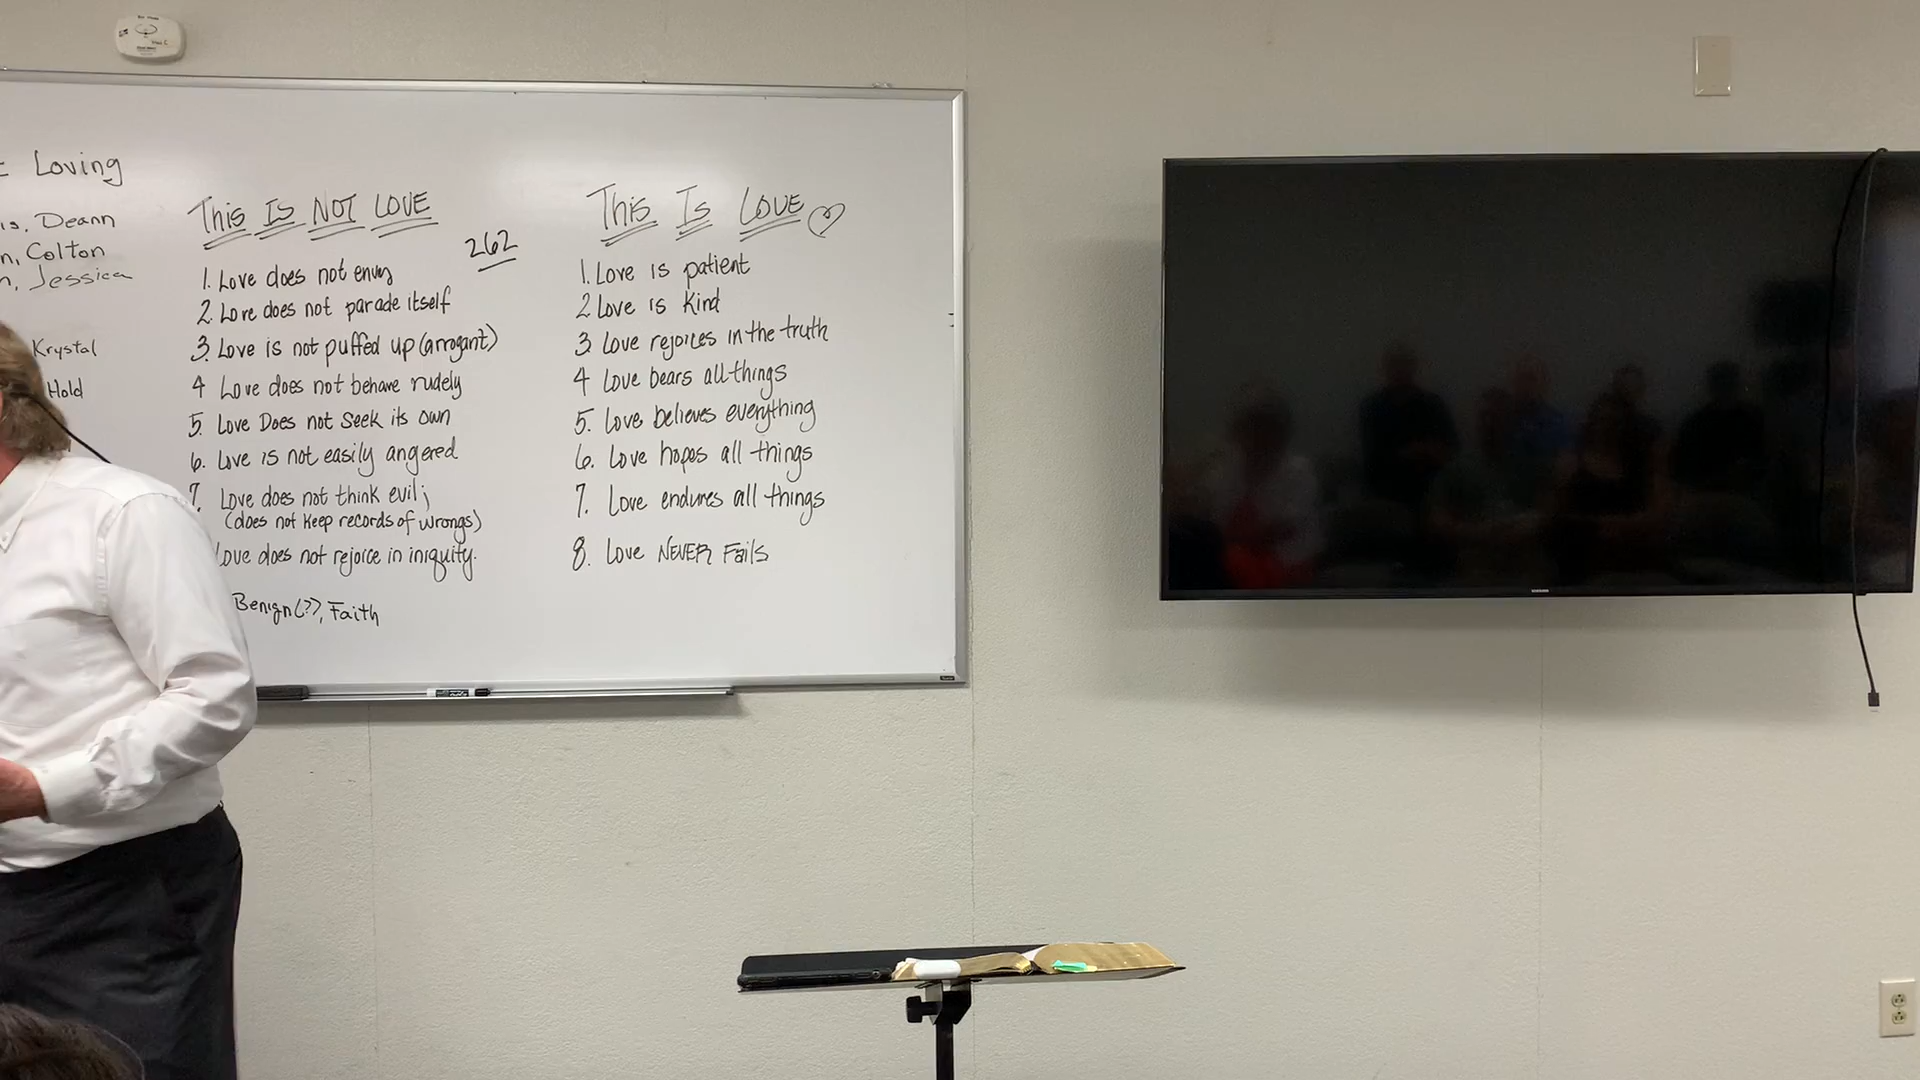 Loving
Deann
Colton
Jessica
Krystal
Hold
THIS IS NOT LOVE
262
1. Love does not envy
2. Love does not parade itself
3. Love is not puffed up (arrogant)
4 Love does not behave rudely
5. Love Does not Seek its own
6. Love is not easily angered
7. Love does not think evil;
(does not keep records of wrongs)
Love does not rejoice in iniquity.
Benign(??), Faith
This Is LOVE
1. Love is patient
2 Love is Kind
3 Love rejoices in the truth
4 Love bears all things
5. Love believes everything
6. Love hopes all things
7. Love endures all things
8. Love NEVER Fails
SAMSUNG